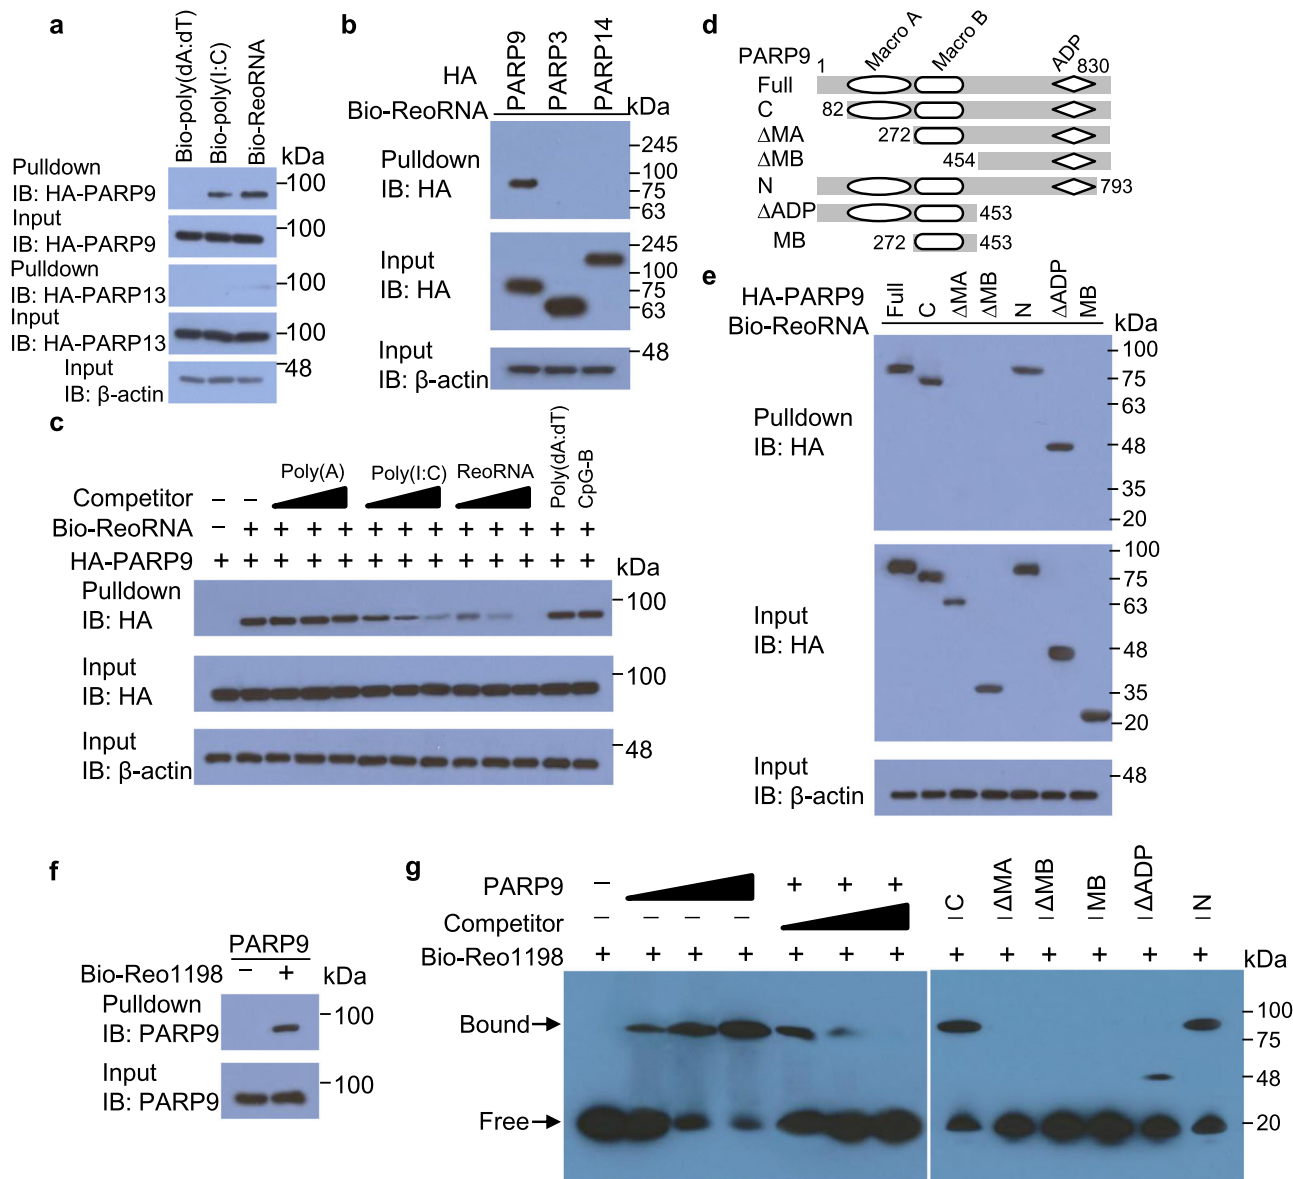 a
Bio-poly(dA:dT)
Bio-poly(I:C)
Bio-ReoRNA
kDa
Pulldown
IB: HA-PARP9
100
Input
IB: HA-PARP9
100
Pulldown
IB: HA-PARP13
100
Input
IB: HA-PARP13
100
Input
IB: β-actin
48
b
HA
PARP9
PARP3
PARP14
Bio-ReoRNA
kDa
Pulldown
IB: HA
245
100
75
63
Input
IB: HA
245
100
75
63
Input
IB: β-actin
48
c
Competitor
– –
Poly(A)
Poly(I:C)
ReoRNA
Poly(dA:dT)
CpG-B
Bio-ReoRNA
– + + + + + + + + + + + +
HA-PARP9
+ + + + + + + + + + + + +
kDa
Pulldown
IB: HA
100
Input
IB: HA
100
Input
IB: β-actin
48
d
Macro A
Macro B
ADP
PARP9
1
830
Full
C
82
ΔMA
272
ΔMB
454
N
793
ΔADP
453
MB
272
453
e
HA-PARP9
Full
C
ΔMA
ΔMB
N
ΔADP
MB
Bio-ReoRNA
kDa
Pulldown
IB: HA
100
75
63
48
35
20
Input
IB: HA
100
75
63
48
35
20
Input
IB: β-actin
48
f
PARP9
Bio-Reo1198
– +
kDa
Pulldown
IB: PARP9
100
Input
IB: PARP9
100
g
PARP9
– + + +
C
ΔMA
ΔMB
MB
ΔADP
N
Competitor
– – – – – – – – – –
Bio-Reo1198
+ + + + + + + + + + + + +
kDa
Bound
Free
100
75
48
20